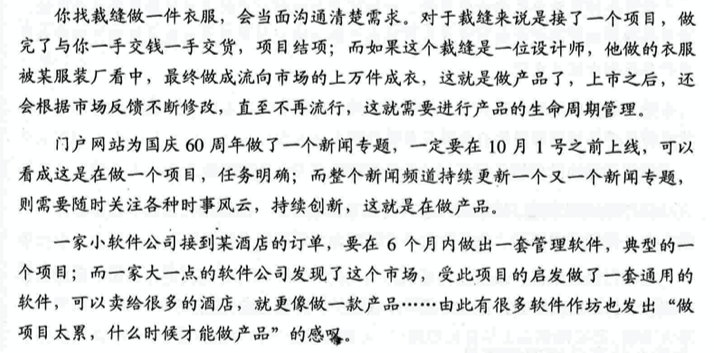 你找裁缝做一件衣服，会当面沟通清楚需求。对于裁缝来说是接了一个项目，做
完了与你一手交钱一手交货，项目结项；而如果这个裁缝是一位设计师，他做的衣服
被某服装厂看中，最终做成流向市场的上万件成衣，这就是做产品了，上市之后，还
会根据市场反馈不断修改，直至不再流行，这就需要进行产品的生命周期管理。
门户网站为国庆 60 周年做了一个新闻专题，一定要在 10 月 1 号之前上线，可以
看成这是在做一个项目，任务明确；而整个新闻频道持续更新一个又一个新闻专题，
则需要随时关注各种时事风云，持续创新，这就是在做产品。
一家小软件公司接到某酒店的订单，要在 6 个月内做出一套管理软件，典型的一
个项目；而一家大一点的软件公司发现了这个市场，受此项目的启发做了一套通用的
软件，可以卖给很多的酒店，就更像做一款产品……由此有很多软件作坊也发出“做
项目太累，什么时候才能做产品”的感叹。